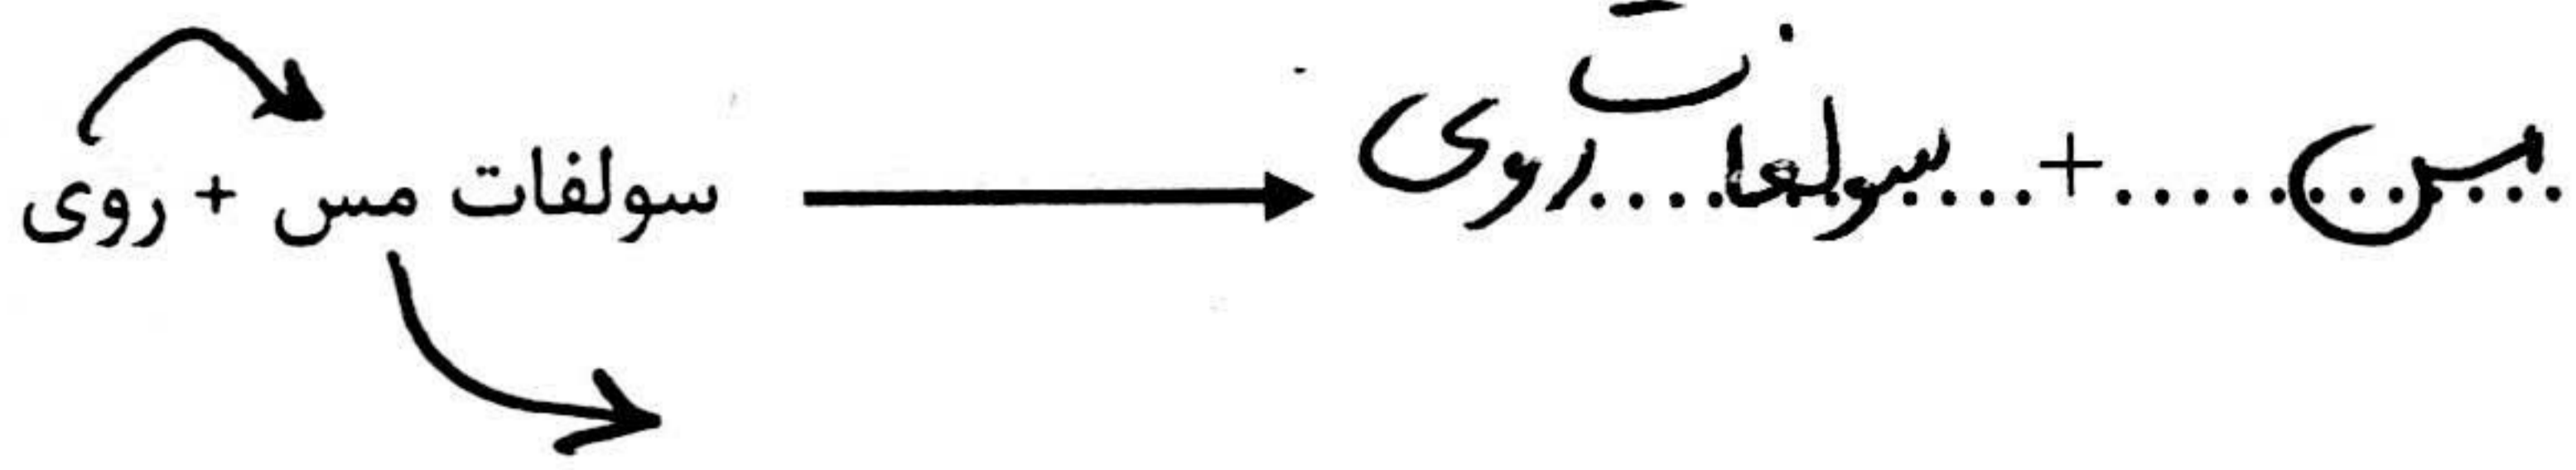 سولفات مس + روی ⟶ سولفات روی + مس